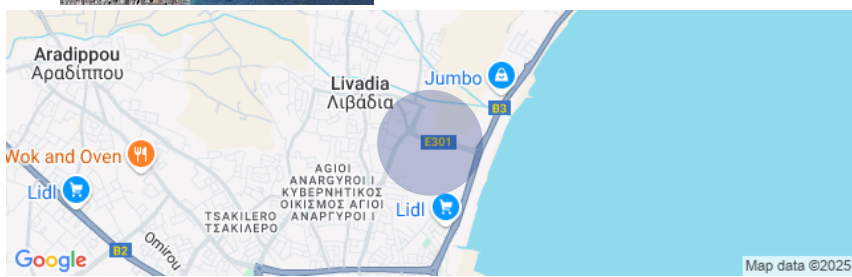 Aradippou
Αραδίππου
Livadia
Λιβάδια
Jumbo
B3
E301
Wok and Oven
Lidl
AGIOI
ANARGYROI I
ΚΥΒΕΡΝΗΤΙΚΟΣ
ΟΙΚΙΣΜΟΣ ΑΓΙΟΙ
ΑΝΑΡΓΥΡΟΙ Ι
Lidl
TSAKILERO
ΤΣΑΚΙΛΕΡΟ
B2
Omirou
Google
Map data ©2025